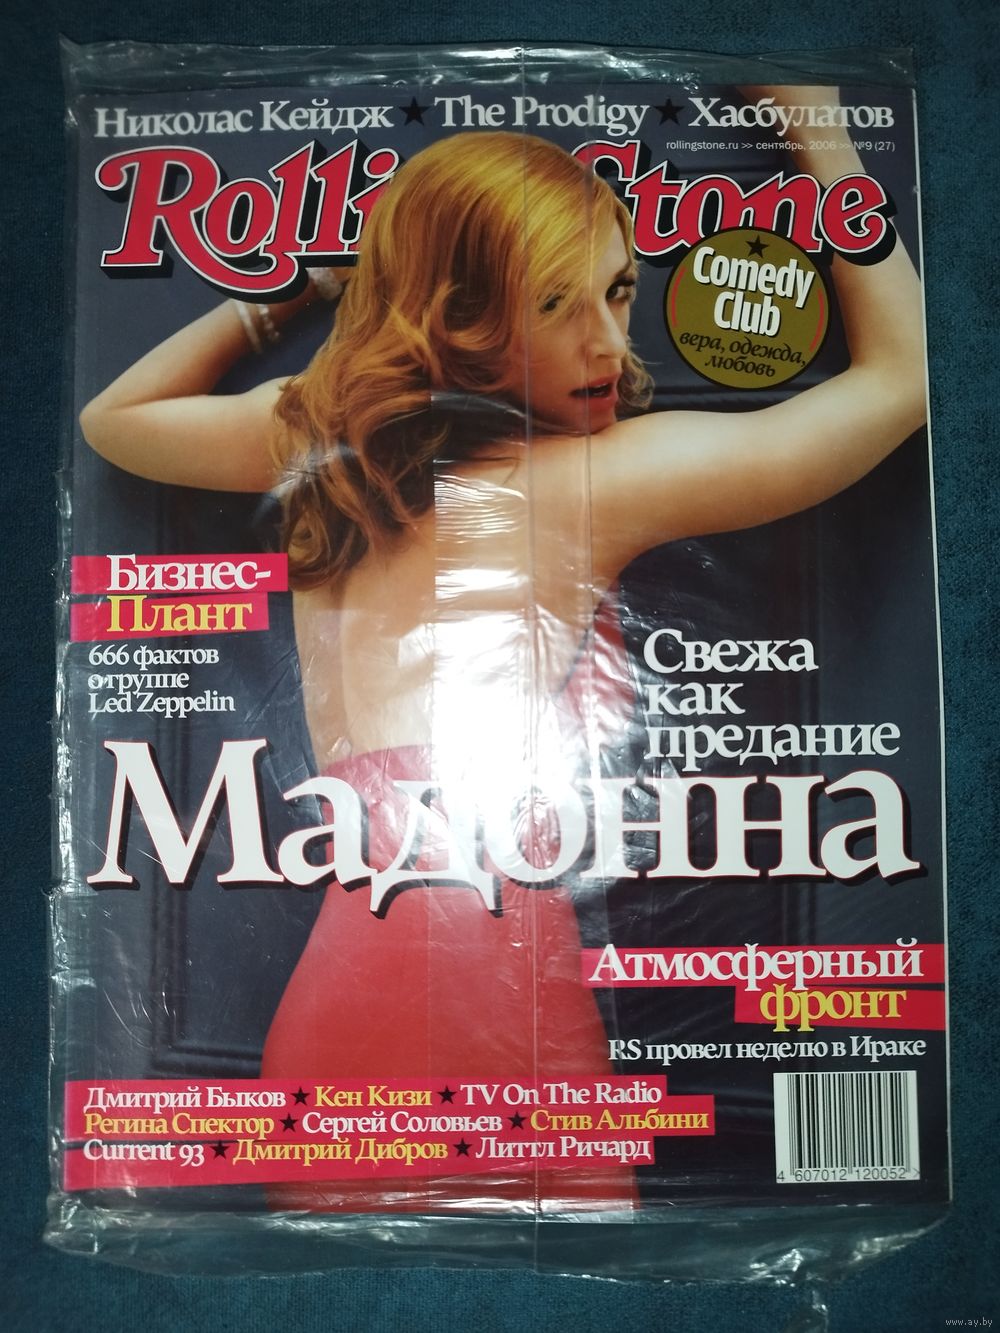 Николас Кейдж ★ The Prodigy ★ Хасбулатов
rollingstone.ru >> сентябрь, 2006 >> №9 (27)
Rolling Stone
Comedy
Club
вера, одежда,
любовь
Бизнес-
Плант
666 фактов
о группе
Led Zeppelin
Свежа
как
предание
Мадонна
Атмосферный
фронт
RS провел неделю в Ираке
Дмитрий Быков ★ Кен Кизи ★ TV On The Radio
Регина Спектор ★ Сергей Соловьев ★ Стив Альбини
Current 93 ★ Дмитрий Дибров ★ Литтл Ричард
4 607012 120052 >
www.ay.by